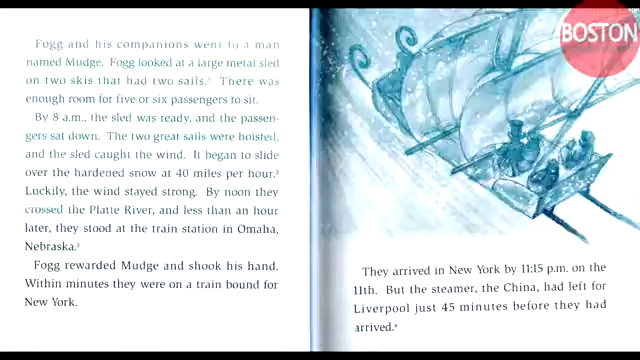 Fogg and his companions went to a man
named Mudge. Fogg looked at a large metal sled
on two skis that had two sails.¹ There was
enough room for five or six passengers to sit.
By 8 a.m., the sled was ready, and the passen-
gers sat down. The two great sails were hoisted,
and the sled caught the wind. It began to slide
over the hardened snow at 40 miles per hour.²
Luckily, the wind stayed strong. By noon they
crossed the Platte River, and less than an hour
later, they stood at the train station in Omaha,
Nebraska.³
Fogg rewarded Mudge and shook his hand.
Within minutes they were on a train bound for
New York.
They arrived in New York by 11:15 p.m. on the
11th. But the steamer, the China, had left for
Liverpool just 45 minutes before they had
arrived.⁴
BOSTON